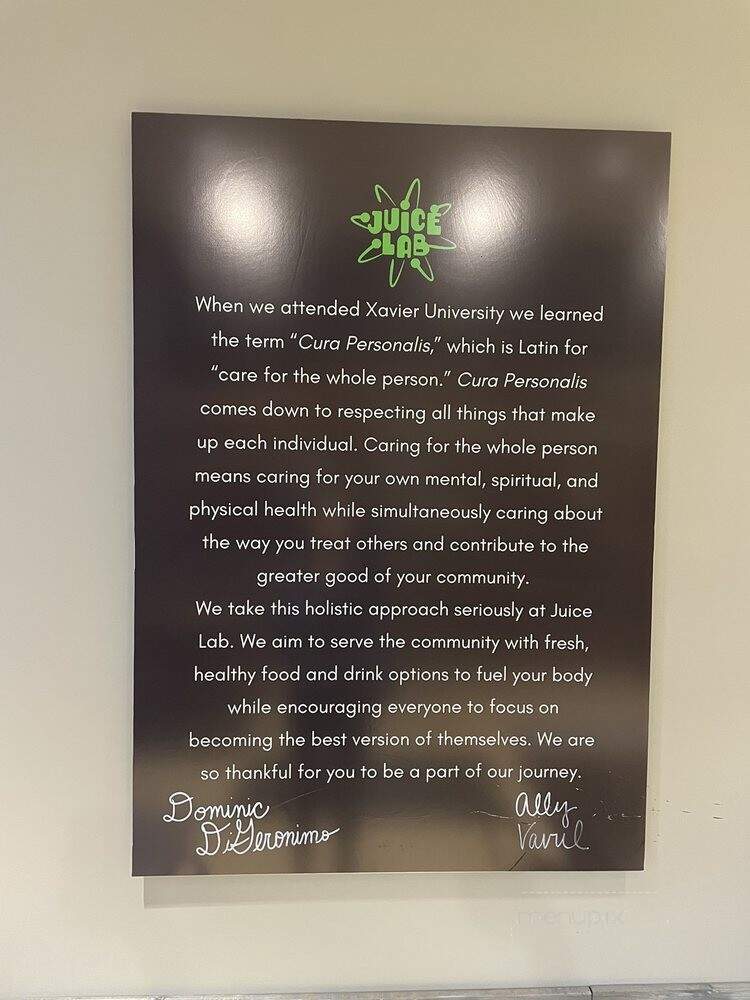 JUICE
LAB
When we attended Xavier University we learned
the term "Cura Personalis," which is Latin for
"care for the whole person." Cura Personalis
comes down to respecting all things that make
up each individual. Caring for the whole person
means caring for your own mental, spiritual, and
physical health while simultaneously caring about
the way you treat others and contribute to the
greater good of your community.
We take this holistic approach seriously at Juice
Lab. We aim to serve the community with fresh,
healthy food and drink options to fuel your body
while encouraging everyone to focus on
becoming the best version of themselves. We are
so thankful for you to be a part of our journey.
Dominic
DiGeronimo
Ally
Vavul
menupix